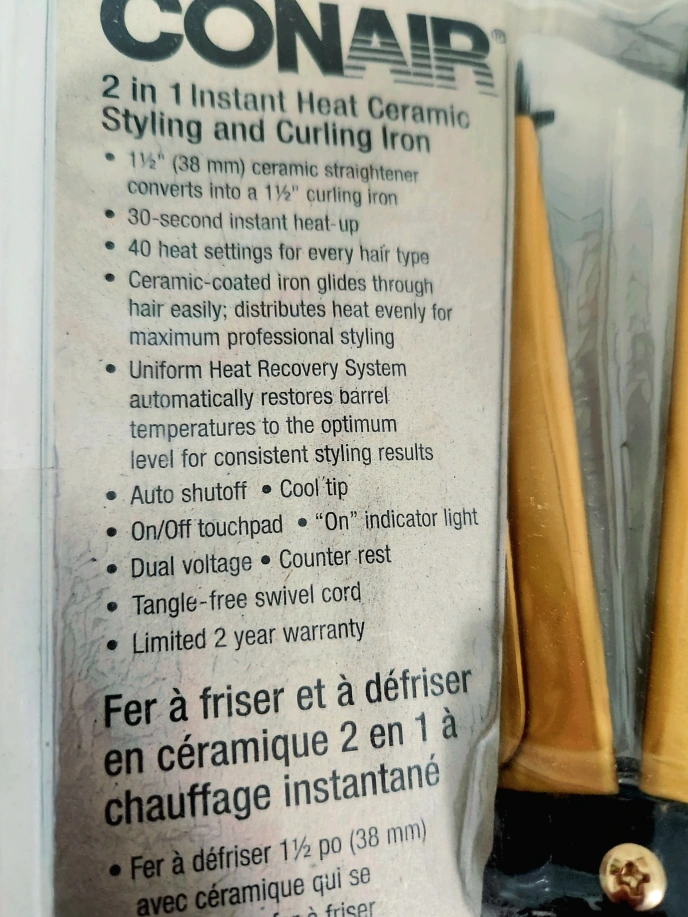 CONAIR®
2 in 1 Instant Heat Ceramic
Styling and Curling Iron
• 1½" (38 mm) ceramic straightener
converts into a 1½" curling iron
• 30-second instant heat-up
• 40 heat settings for every hair type
• Ceramic-coated iron glides through
hair easily; distributes heat evenly for
maximum professional styling
• Uniform Heat Recovery System
automatically restores barrel
temperatures to the optimum
level for consistent styling results
• Auto shutoff • Cool tip
• On/Off touchpad • “On” indicator light
• Dual voltage • Counter rest
• Tangle-free swivel cord
• Limited 2 year warranty
Fer à friser et à défriser
en céramique 2 en 1 à
chauffage instantané
• Fer à défriser 1½ po (38 mm)
avec céramique qui se
à friser